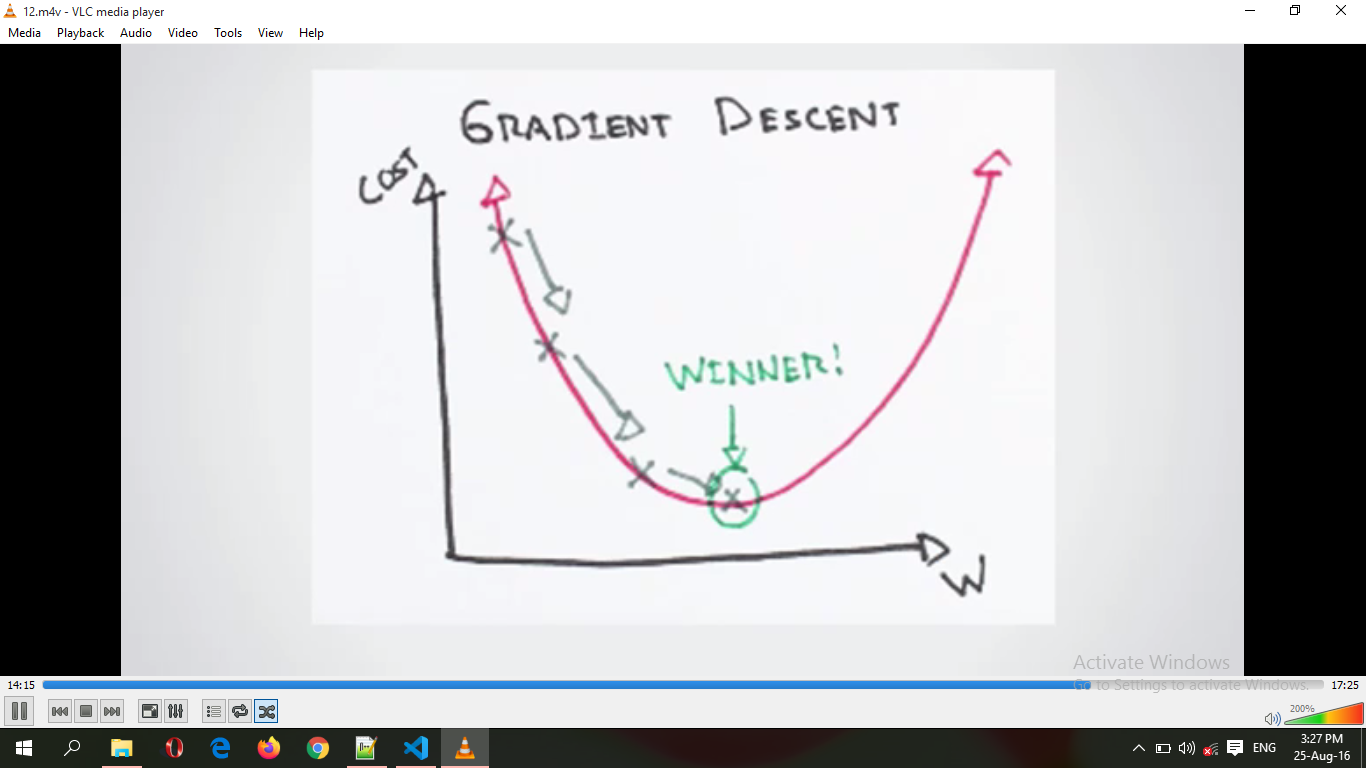 12.m4v - VLC media player
Media Playback Audio Video Tools View Help
GRADIENT DESCENT
COST
WINNER!
W
Activate Windows
Go to Settings to activate Windows.
14:15 17:25
200%
ENG
3:27 PM
25-Aug-16